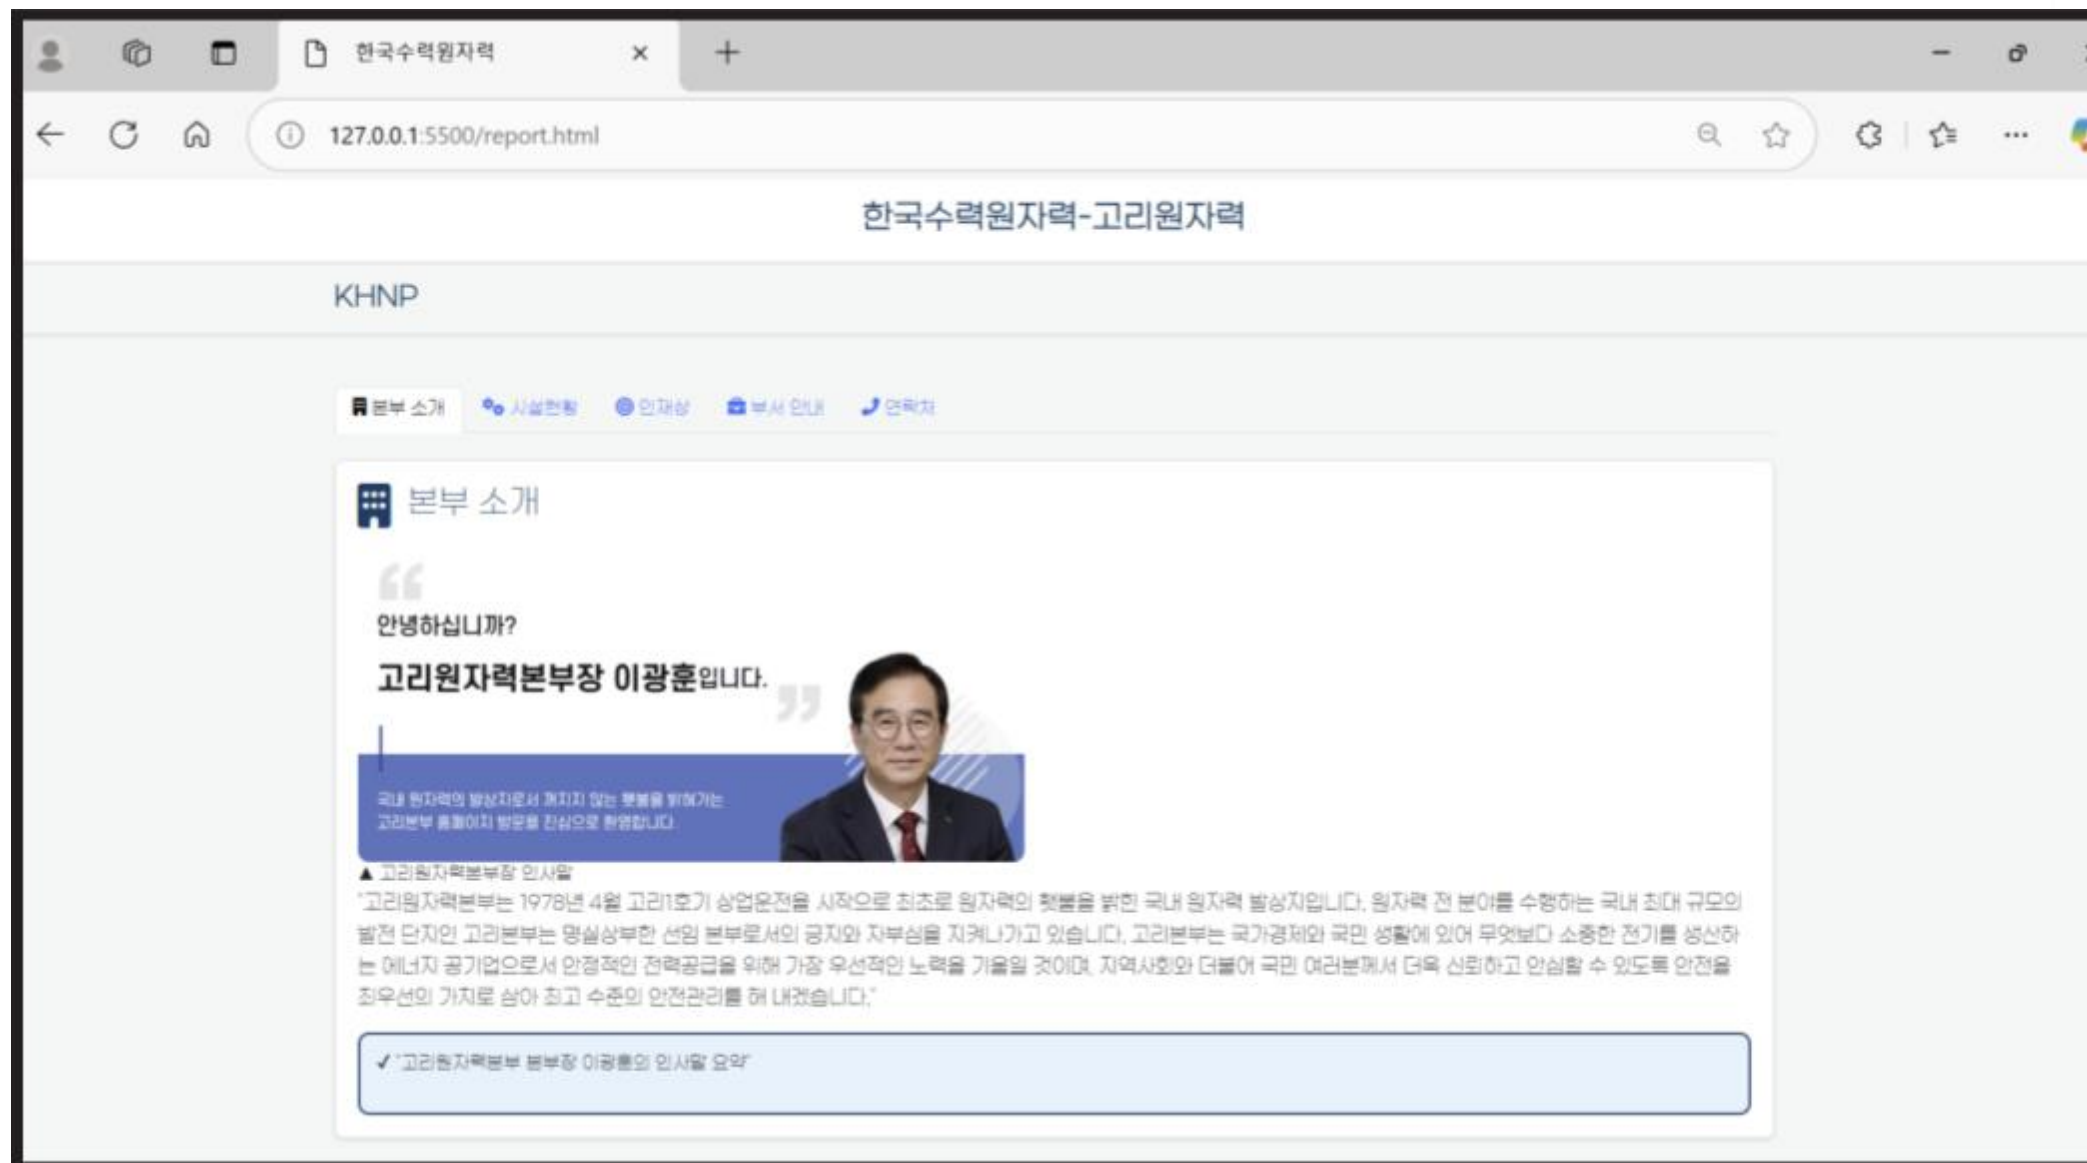 한국수력원자력
127.0.0.1:5500/report.html
한국수력원자력-고리원자력
KHNP
본부 소개 시설현황 인재상 부서 안내 연락처
본부 소개
안녕하십니까?
고리원자력본부장 이광훈입니다.
국내 원자력의 발상지로서 꺼지지 않는 횃불을 밝혀가는
고리본부 홈페이지 방문을 진심으로 환영합니다.
▲ 고리원자력본부장 인사말
"고리원자력본부는 1978년 4월 고리1호기 상업운전을 시작으로 최초로 원자력의 횃불을 밝힌 국내 원자력 발상지입니다. 원자력 전 분야를 수행하는 국내 최대 규모의
발전 단지인 고리본부는 명실상부한 선임 본부로서의 긍지와 자부심을 지켜나가고 있습니다. 고리본부는 국가경제와 국민 생활에 있어 무엇보다 소중한 전기를 생산하
는 에너지 공기업으로서 안정적인 전력공급을 위해 가장 우선적인 노력을 기울일 것이며, 지역사회와 더불어 국민 여러분께서 더욱 신뢰하고 안심할 수 있도록 안전을
최우선의 가치로 삼아 최고 수준의 안전관리를 해 내겠습니다."
✓ "고리원자력본부 본부장 이광훈의 인사말 요약"